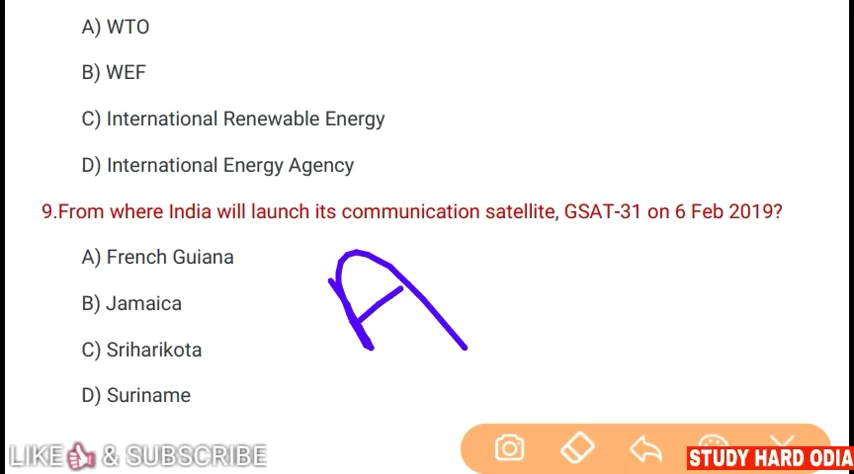 A) WTO
B) WEF
C) International Renewable Energy
D) International Energy Agency
9.From where India will launch its communication satellite, GSAT-31 on 6 Feb 2019?
A) French Guiana
A
B) Jamaica
C) Sriharikota
D) Suriname
LIKE & SUBSCRIBE
STUDY HARD ODIA